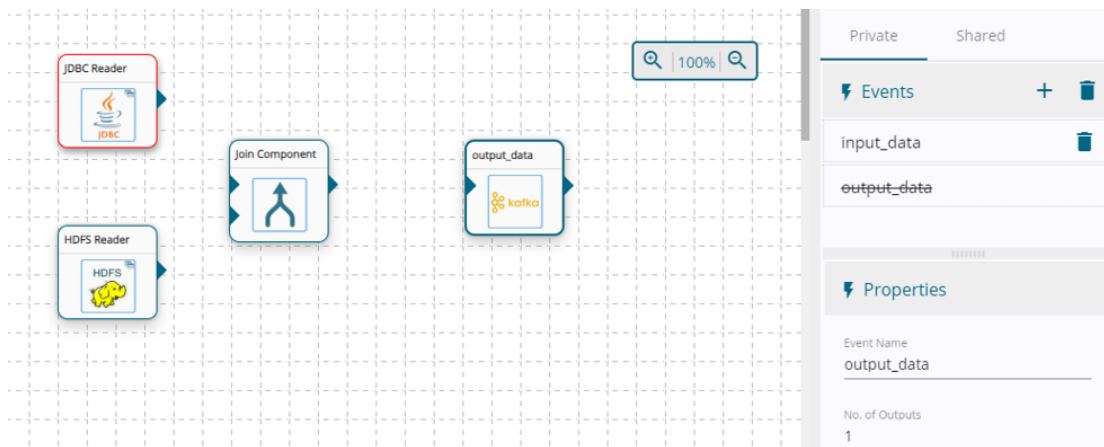 JDBC Reader
JDBC
HDFS Reader
HDFS
Join Component
output_data
kafka
100%
Private
Shared
Events
input_data
output_data
Properties
Event Name
output_data
No. of Outputs
1